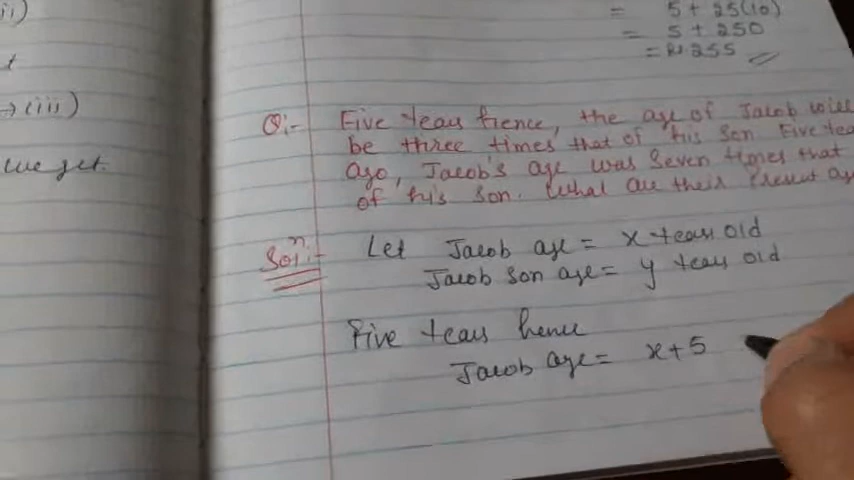 ii)
t
→ (iii)
we get.
= 5 + 25(10)
= 5 + 250
= Rs.255
Q:- Five years hence, the age of Jacob will
be three times that of his son Five yea
ago, Jacob's age was Seven times that
of his son. What are their Present ag
Solⁿ:- Let Jacob age = x years old
Jacob son age = y years old
Five years hence
Jacob age = x+5